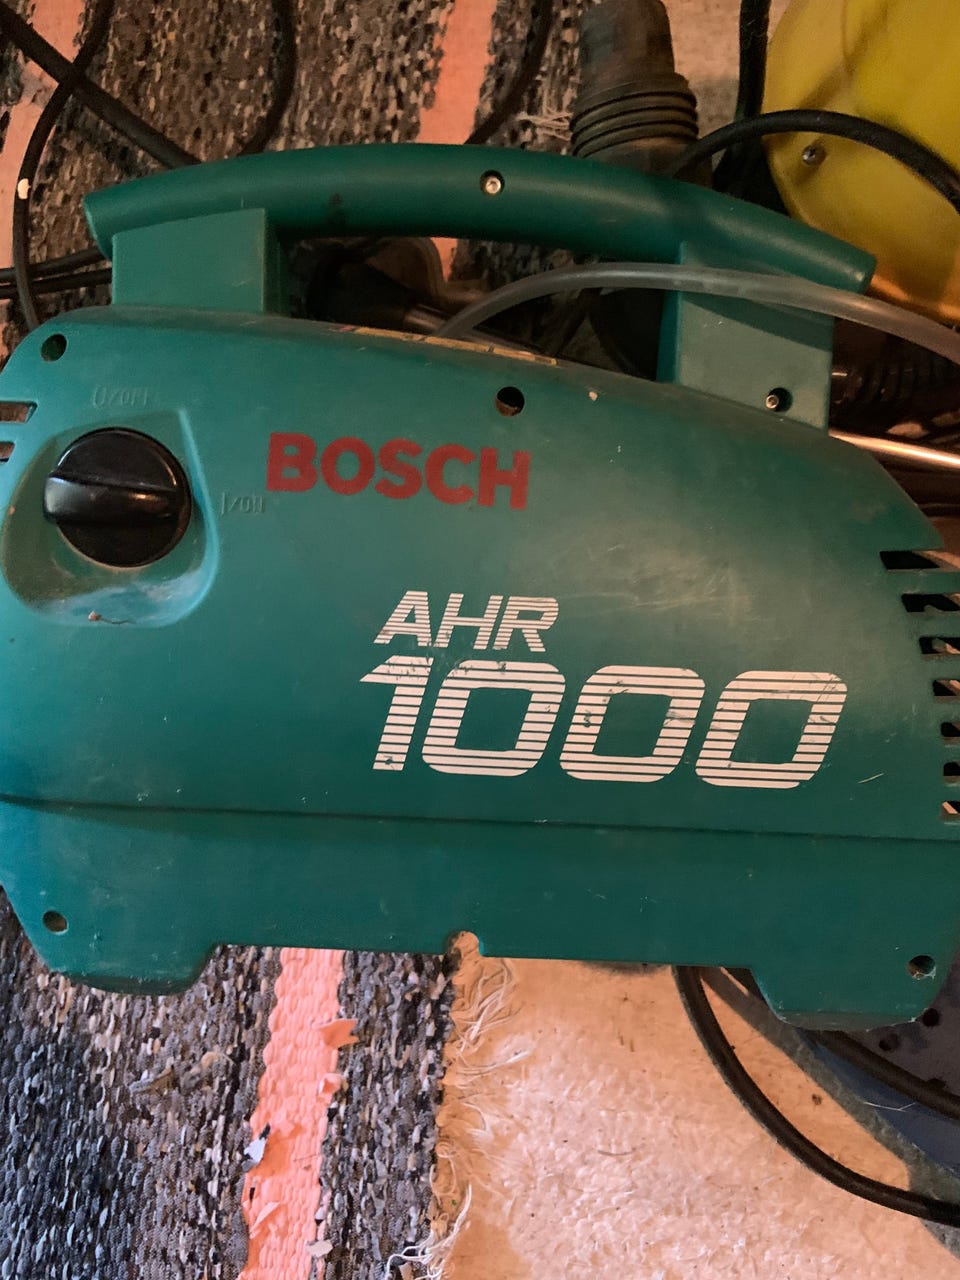 0/OFF
I/ON
BOSCH
AHR
1000